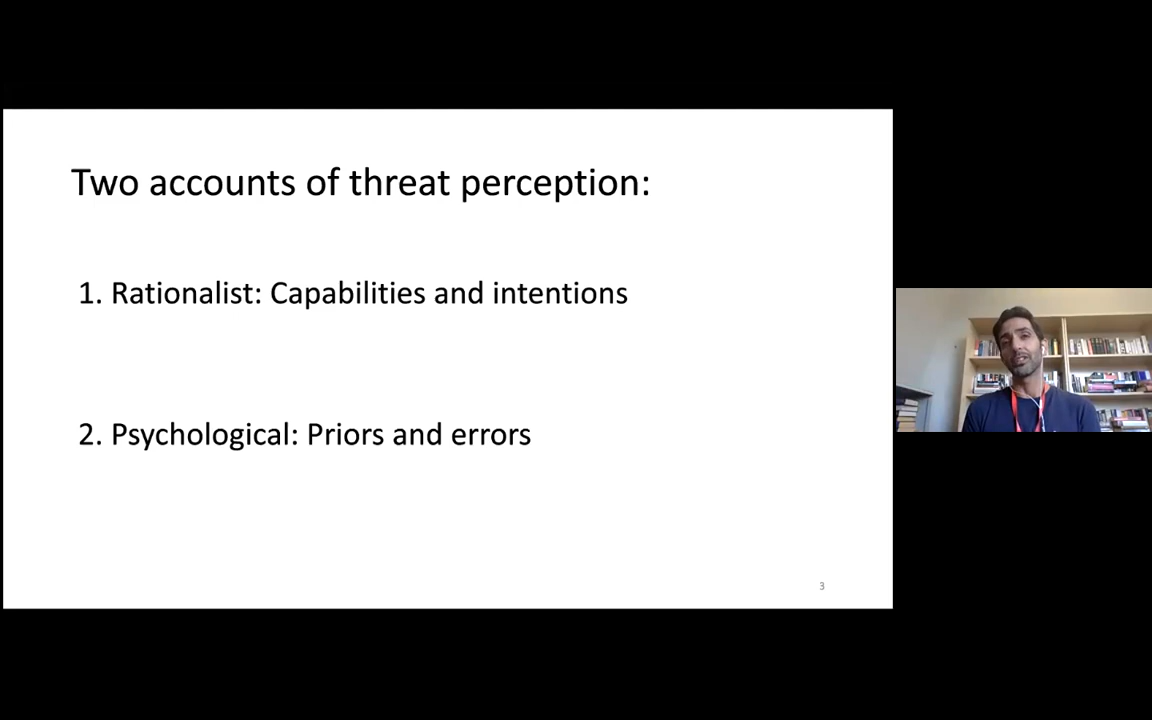 Two accounts of threat perception:
1. Rationalist: Capabilities and intentions
2. Psychological: Priors and errors
3